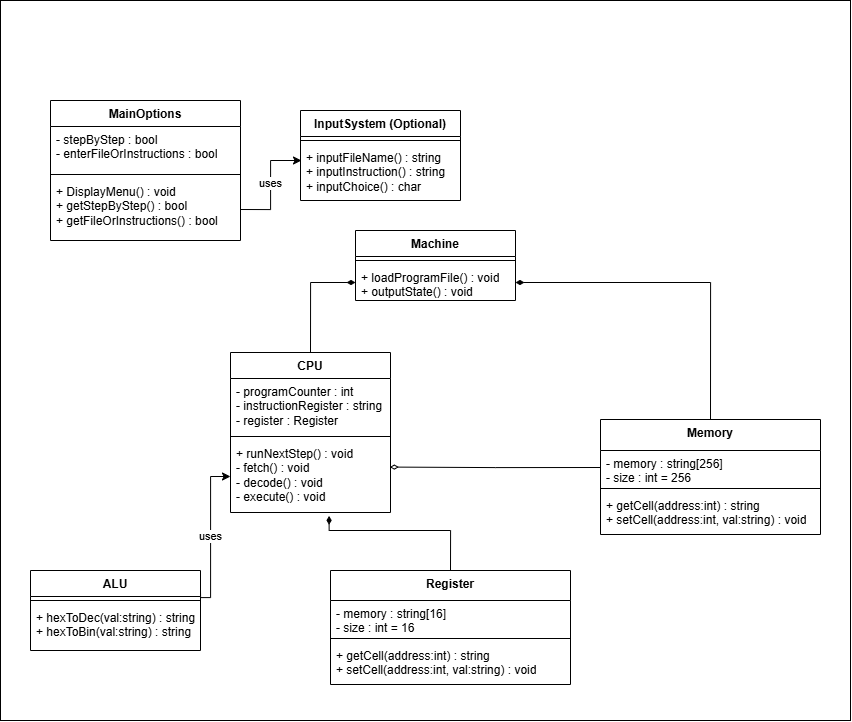 MainOptions
- stepByStep : bool
- enterFileOrInstructions : bool
+ DisplayMenu() : void
+ getStepByStep() : bool
+ getFileOrInstructions() : bool
uses
InputSystem (Optional)
+ inputFileName() : string
+ inputInstruction() : string
+ inputChoice() : char
Machine
+ loadProgramFile() : void
+ outputState() : void
CPU
- programCounter : int
- instructionRegister : string
- register : Register
+ runNextStep() : void
- fetch() : void
- decode() : void
- execute() : void
Memory
- memory : string[256]
- size : int = 256
+ getCell(address:int) : string
+ setCell(address:int, val:string) : void
uses
ALU
+ hexToDec(val:string) : string
+ hexToBin(val:string) : string
Register
- memory : string[16]
- size : int = 16
+ getCell(address:int) : string
+ setCell(address:int, val:string) : void